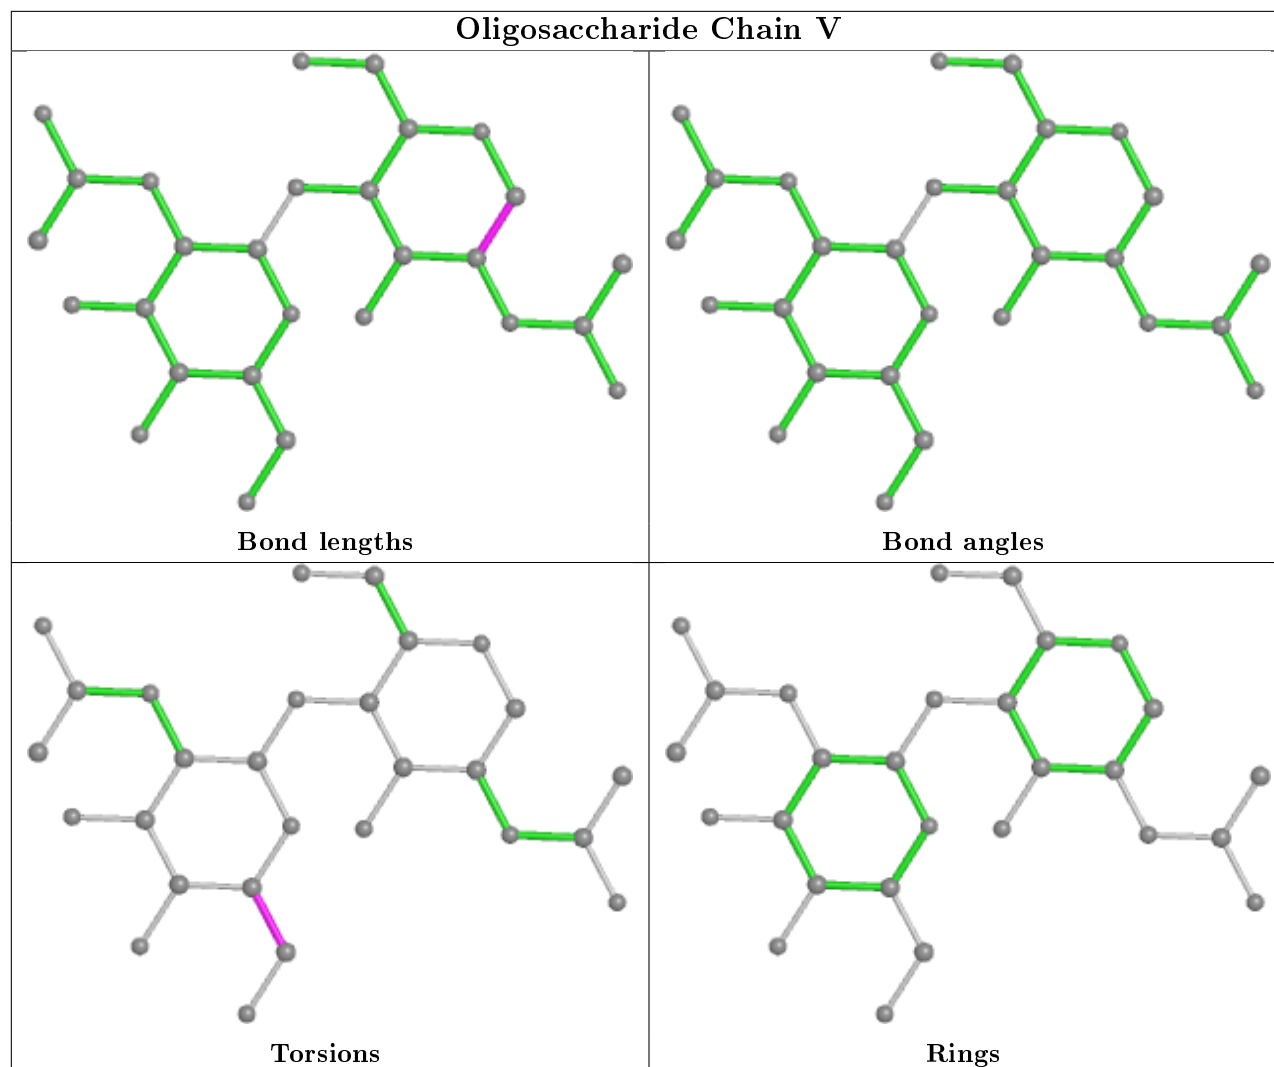 Oligosaccharide Chain V
Bond lengths
Bond angles
Torsions
Rings